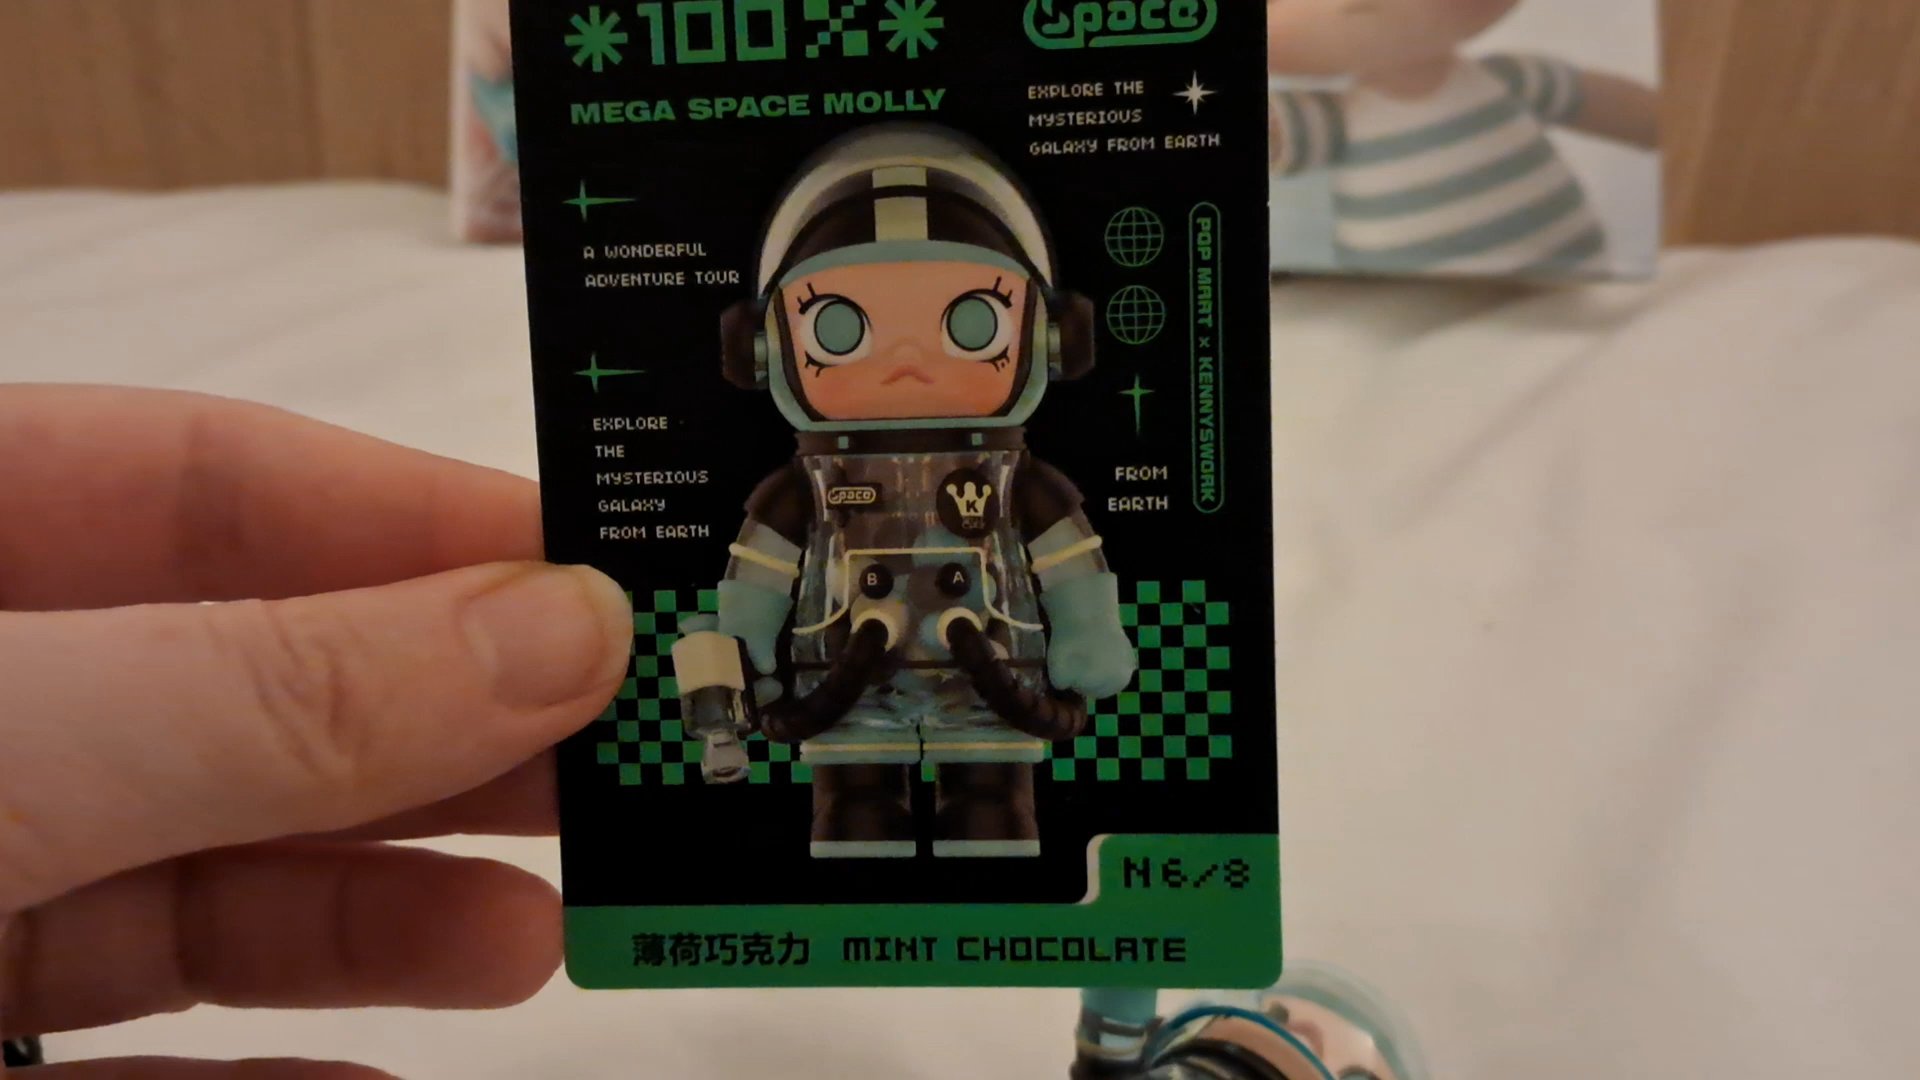 *100%*
Space
MEGA SPACE MOLLY
EXPLORE THE
MYSTERIOUS
GALAXY FROM EARTH
A WONDERFUL
ADVENTURE TOUR
POP MART × KENNYSWORK
EXPLORE
THE
MYSTERIOUS
GALAXY
FROM EARTH
FROM
EARTH
Space
K
B
A
N 6/8
薄荷巧克力 MINT CHOCOLATE